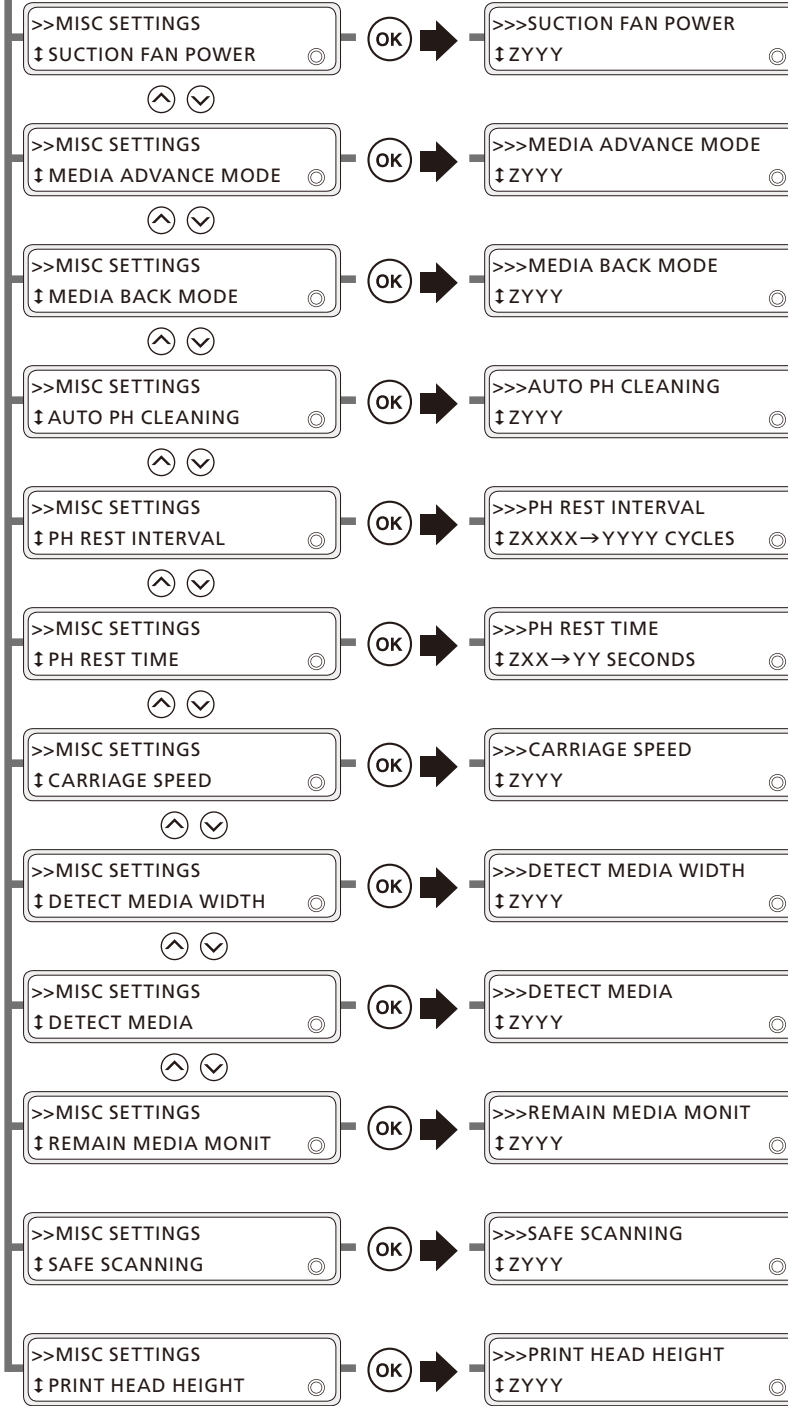 >>MISC SETTINGS
↕SUCTION FAN POWER
OK
>>>SUCTION FAN POWER
↕ZYYY
>>MISC SETTINGS
↕MEDIA ADVANCE MODE
OK
>>>MEDIA ADVANCE MODE
↕ZYYY
>>MISC SETTINGS
↕MEDIA BACK MODE
OK
>>>MEDIA BACK MODE
↕ZYYY
>>MISC SETTINGS
↕AUTO PH CLEANING
OK
>>>AUTO PH CLEANING
↕ZYYY
>>MISC SETTINGS
↕PH REST INTERVAL
OK
>>>PH REST INTERVAL
↕ZXXXX→YYYY CYCLES
>>MISC SETTINGS
↕PH REST TIME
OK
>>>PH REST TIME
↕ZXX→YY SECONDS
>>MISC SETTINGS
↕CARRIAGE SPEED
OK
>>>CARRIAGE SPEED
↕ZYYY
>>MISC SETTINGS
↕DETECT MEDIA WIDTH
OK
>>>DETECT MEDIA WIDTH
↕ZYYY
>>MISC SETTINGS
↕DETECT MEDIA
OK
>>>DETECT MEDIA
↕ZYYY
>>MISC SETTINGS
↕REMAIN MEDIA MONIT
OK
>>>REMAIN MEDIA MONIT
↕ZYYY
>>MISC SETTINGS
↕SAFE SCANNING
OK
>>>SAFE SCANNING
↕ZYYY
>>MISC SETTINGS
↕PRINT HEAD HEIGHT
OK
>>>PRINT HEAD HEIGHT
↕ZYYY